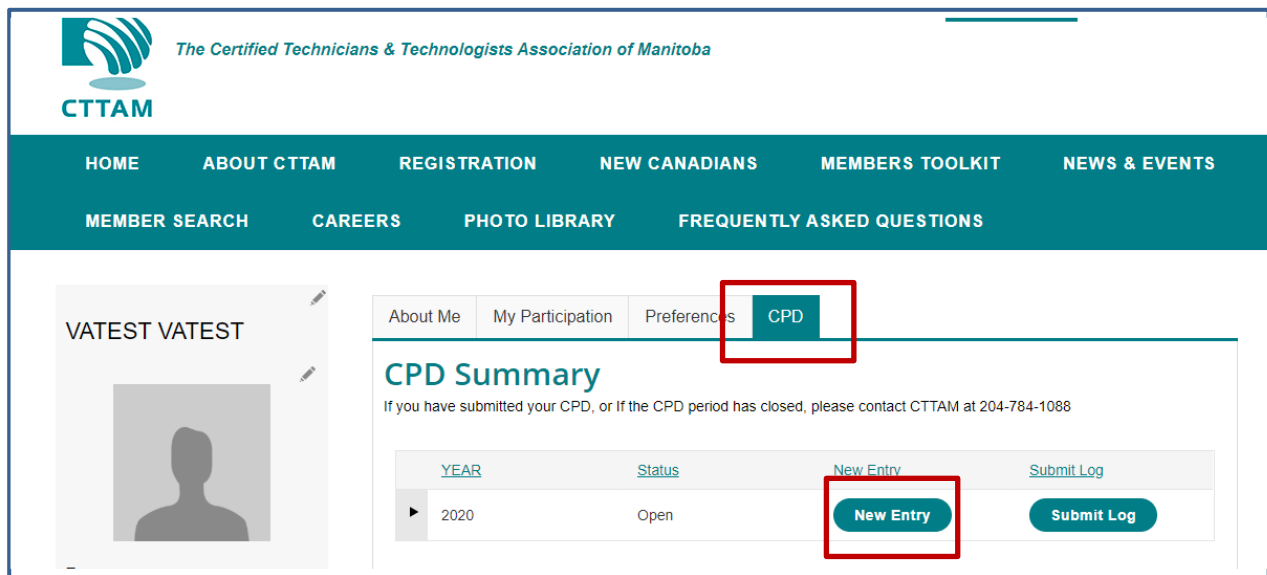 The Certified Technicians & Technologists Association of Manitoba
CTTAM
HOME ABOUT CTTAM REGISTRATION NEW CANADIANS MEMBERS TOOLKIT NEWS & EVENTS
MEMBER SEARCH CAREERS PHOTO LIBRARY FREQUENTLY ASKED QUESTIONS
VATEST VATEST
About Me My Participation Preferences CPD
CPD Summary
If you have submitted your CPD, or If the CPD period has closed, please contact CTTAM at 204-784-1088
YEAR Status New Entry Submit Log
2020 Open New Entry Submit Log